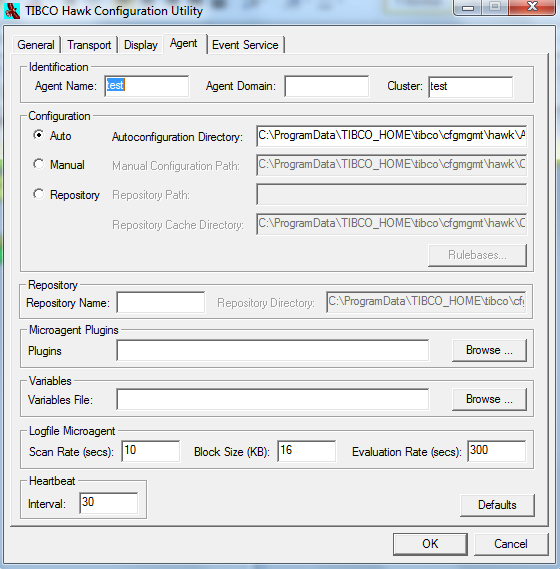 TIBCO Hawk Configuration Utility
General Transport Display Agent Event Service
Identification
Agent Name: test Agent Domain: Cluster: test
Configuration
Auto Autoconfiguration Directory: C:\ProgramData\TIBCO_HOME\tibco\cfgmgmt\hawk\A
Manual Manual Configuration Path: C:\ProgramData\TIBCO_HOME\tibco\cfgmgmt\hawk\C
Repository Repository Path:
Repository Cache Directory: C:\ProgramData\TIBCO_HOME\tibco\cfgmgmt\hawk\C
Rulebases...
Repository
Repository Name: Repository Directory: C:\ProgramData\TIBCO_HOME\tibco\cfg
Microagent Plugins
Plugins Browse ...
Variables
Variables File: Browse ...
Logfile Microagent
Scan Rate (secs): 10 Block Size (KB): 16 Evaluation Rate (secs): 300
Heartbeat
Interval: 30
Defaults
OK Cancel